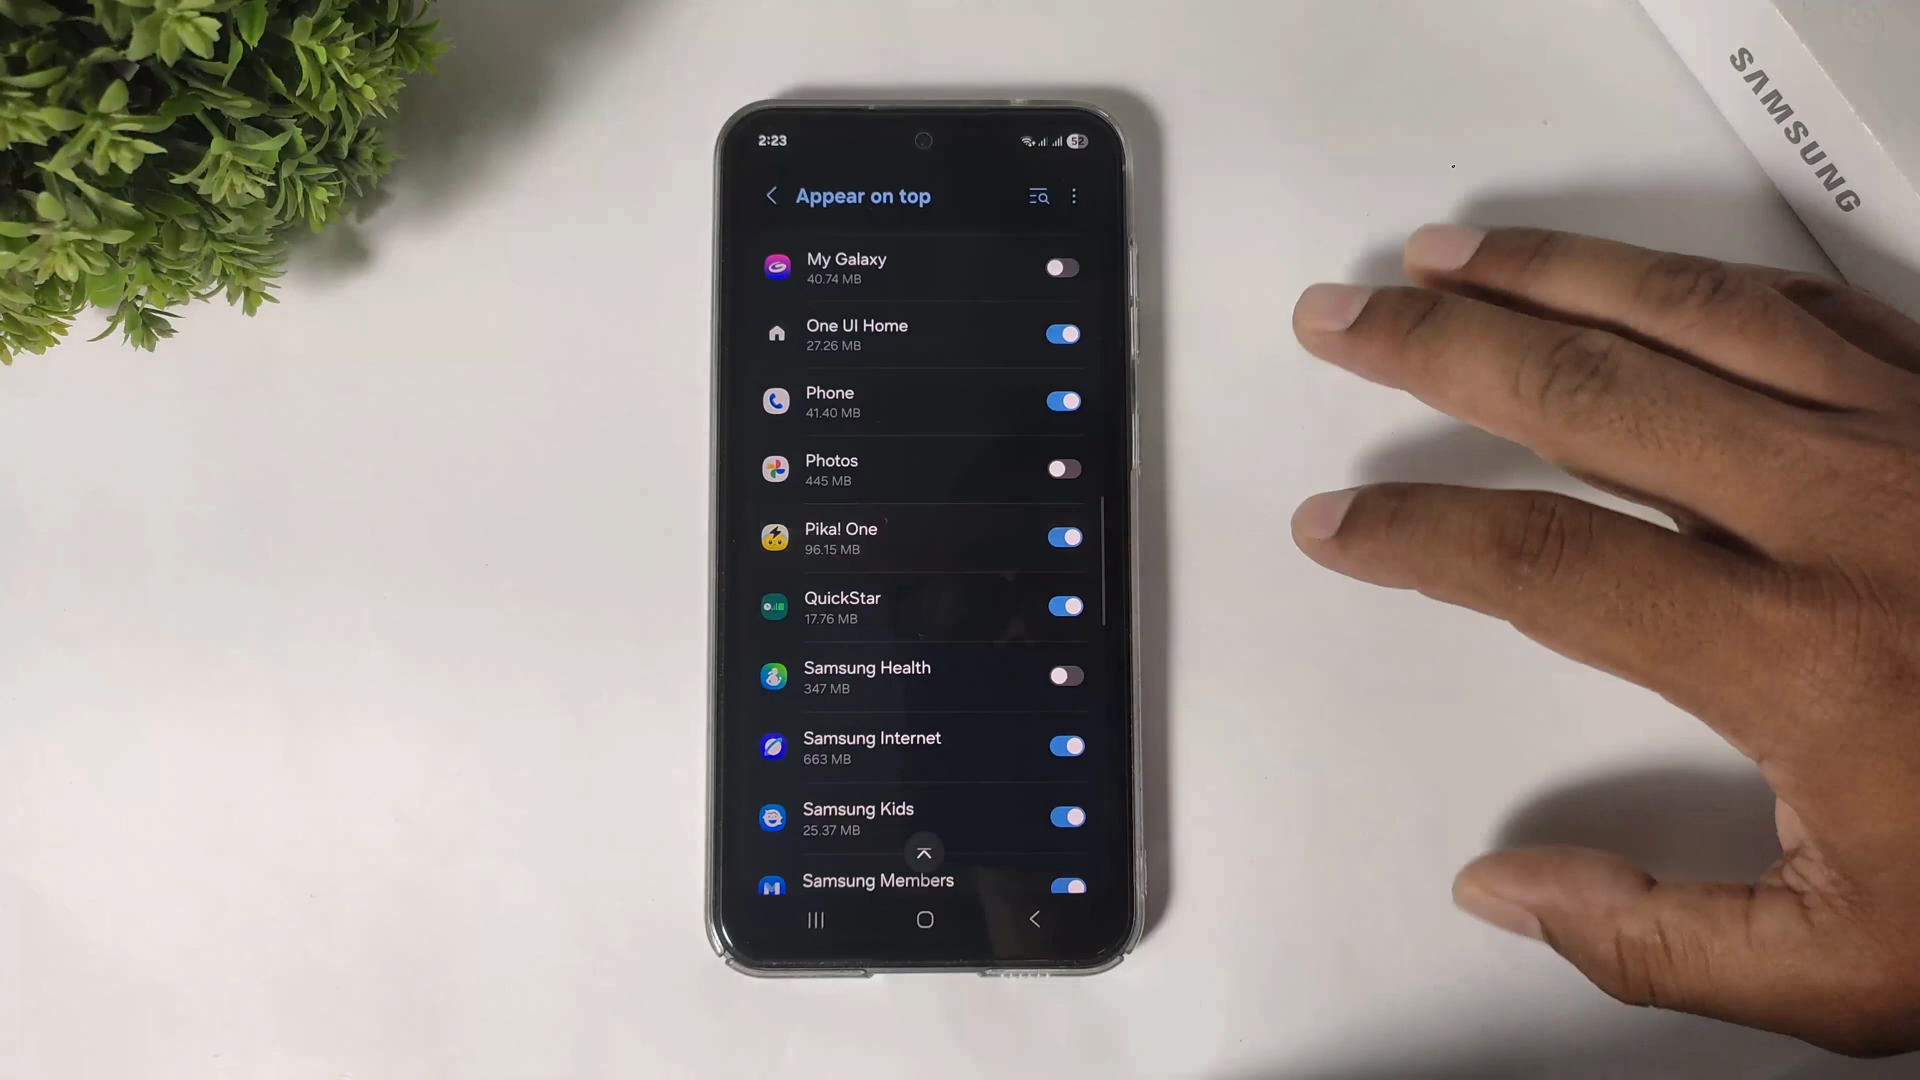 SAMSUNG
2:23
52
Appear on top
My Galaxy
40.74 MB
One UI Home
27.26 MB
Phone
41.40 MB
Photos
445 MB
Pika! One
96.15 MB
QuickStar
17.76 MB
Samsung Health
347 MB
Samsung Internet
663 MB
Samsung Kids
25.37 MB
Samsung Members